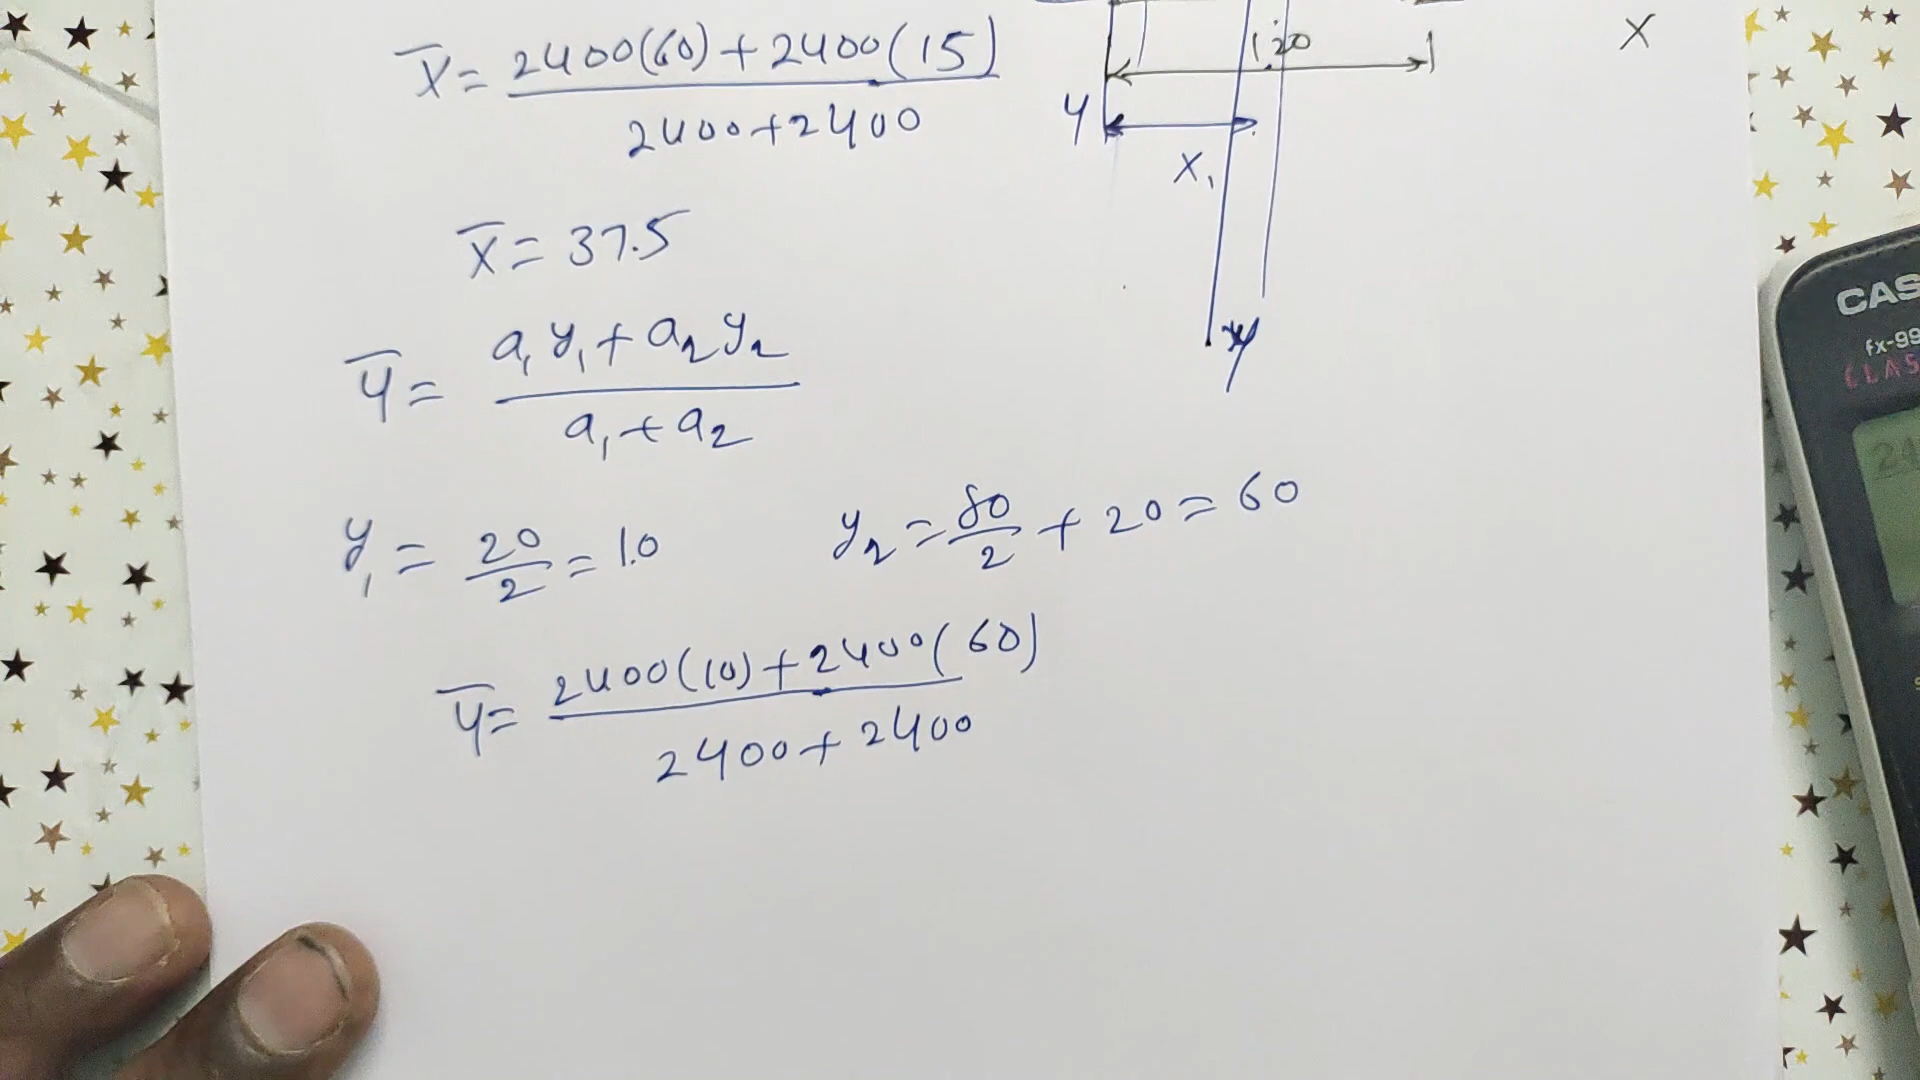 x̄ = 2400(60)+2400(15)
2400+2400
120
X
y
x₁
x̄ = 37.5
ȳ = a₁y₁ + a₂y₂
a₁ + a₂
y
y₁ = 20/2 = 10 y₂ = 80/2 + 20 = 60
ȳ = 2400(10)+2400(60)
2400+2400
CAS
fx-99
CLAS
24